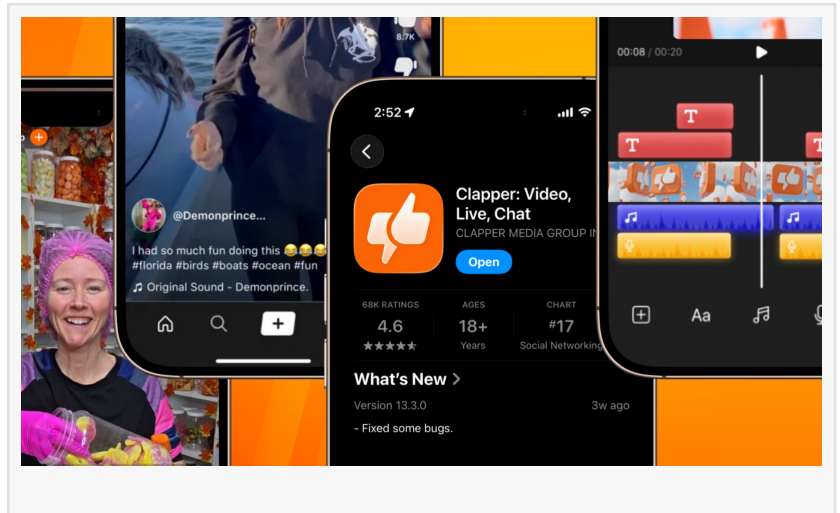 8.7K
@Demonprince...
I had so much fun doing this 😂😂😂
#florida #birds #boats #ocean #fun
♫ Original Sound - Demonprince.
2:52
Clapper: Video,
Live, Chat
CLAPPER MEDIA GROUP IN
Open
68K RATINGS
4.6
★★★★⯪
AGES
18+
Years
CHART
#17
Social Networking
What's New >
Version 13.3.0
3w ago
- Fixed some bugs.
00:08 / 00:20
T
T
T
Aa